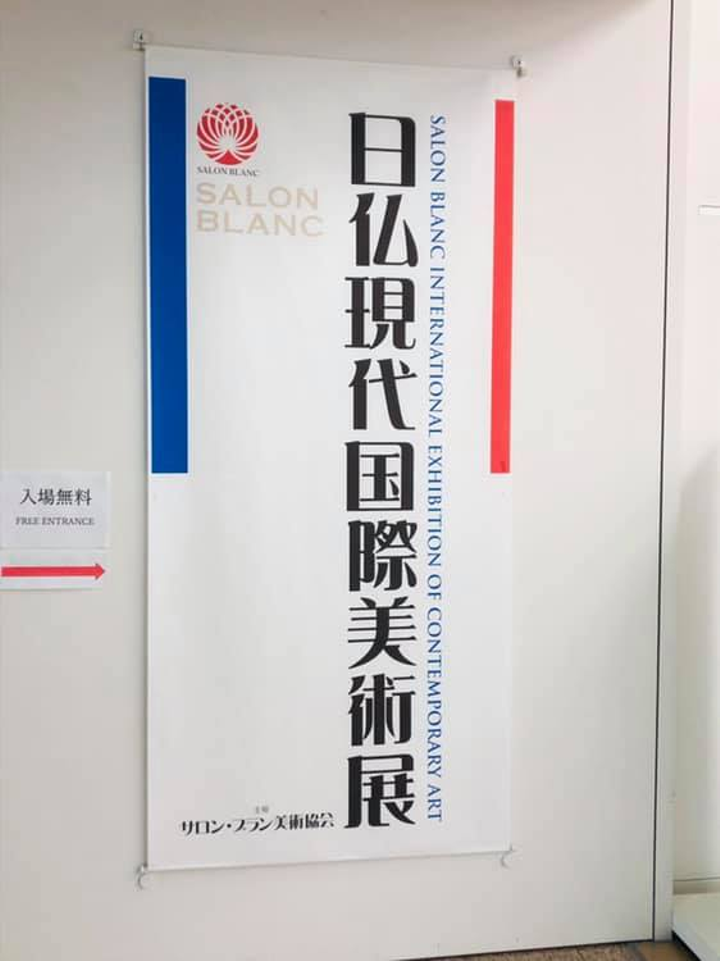 SALON BLANC
SALON
BLANC
日仏現代国際美術展
SALON BLANC INTERNATIONAL EXHIBITION OF CONTEMPORARY ART
主催
サロン・ブラン美術協会
入場無料
FREE ENTRANCE